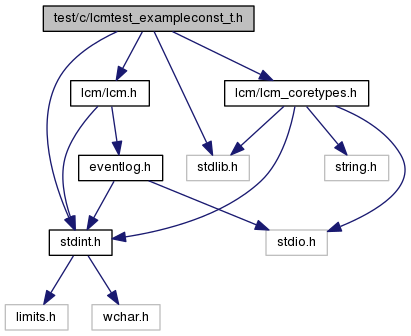 test/c/lcmtest_exampleconst_t.h
lcm/lcm.h
lcm/lcm_coretypes.h
eventlog.h
stdlib.h
string.h
stdint.h
stdio.h
limits.h
wchar.h